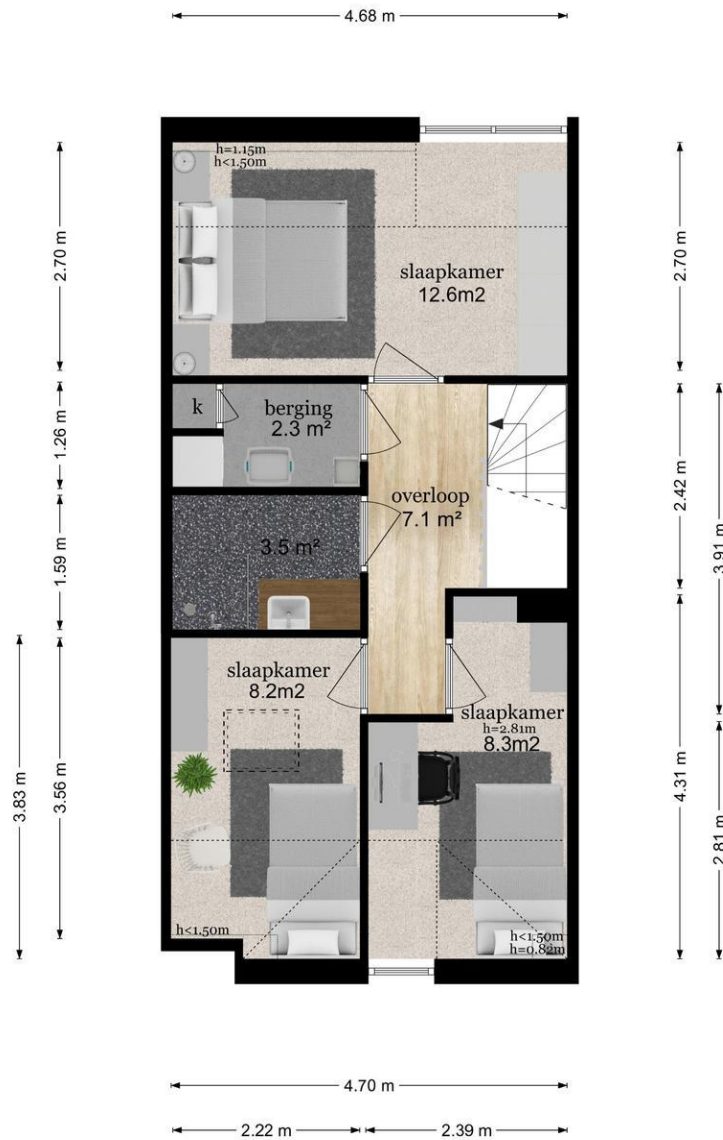 4.68 m
h=1.15m
h<1.50m
2.70 m
2.70 m
slaapkamer
12.6m2
k
berging
2.3 m²
1.26 m
2.42 m
3.91 m
overloop
7.1 m²
1.59 m
3.5 m²
slaapkamer
8.2m2
slaapkamer
h=2.81m
8.3m2
3.83 m
3.56 m
4.31 m
2.81 m
h<1.50m
h<1.50m
h=0.82m
4.70 m
2.22 m
2.39 m